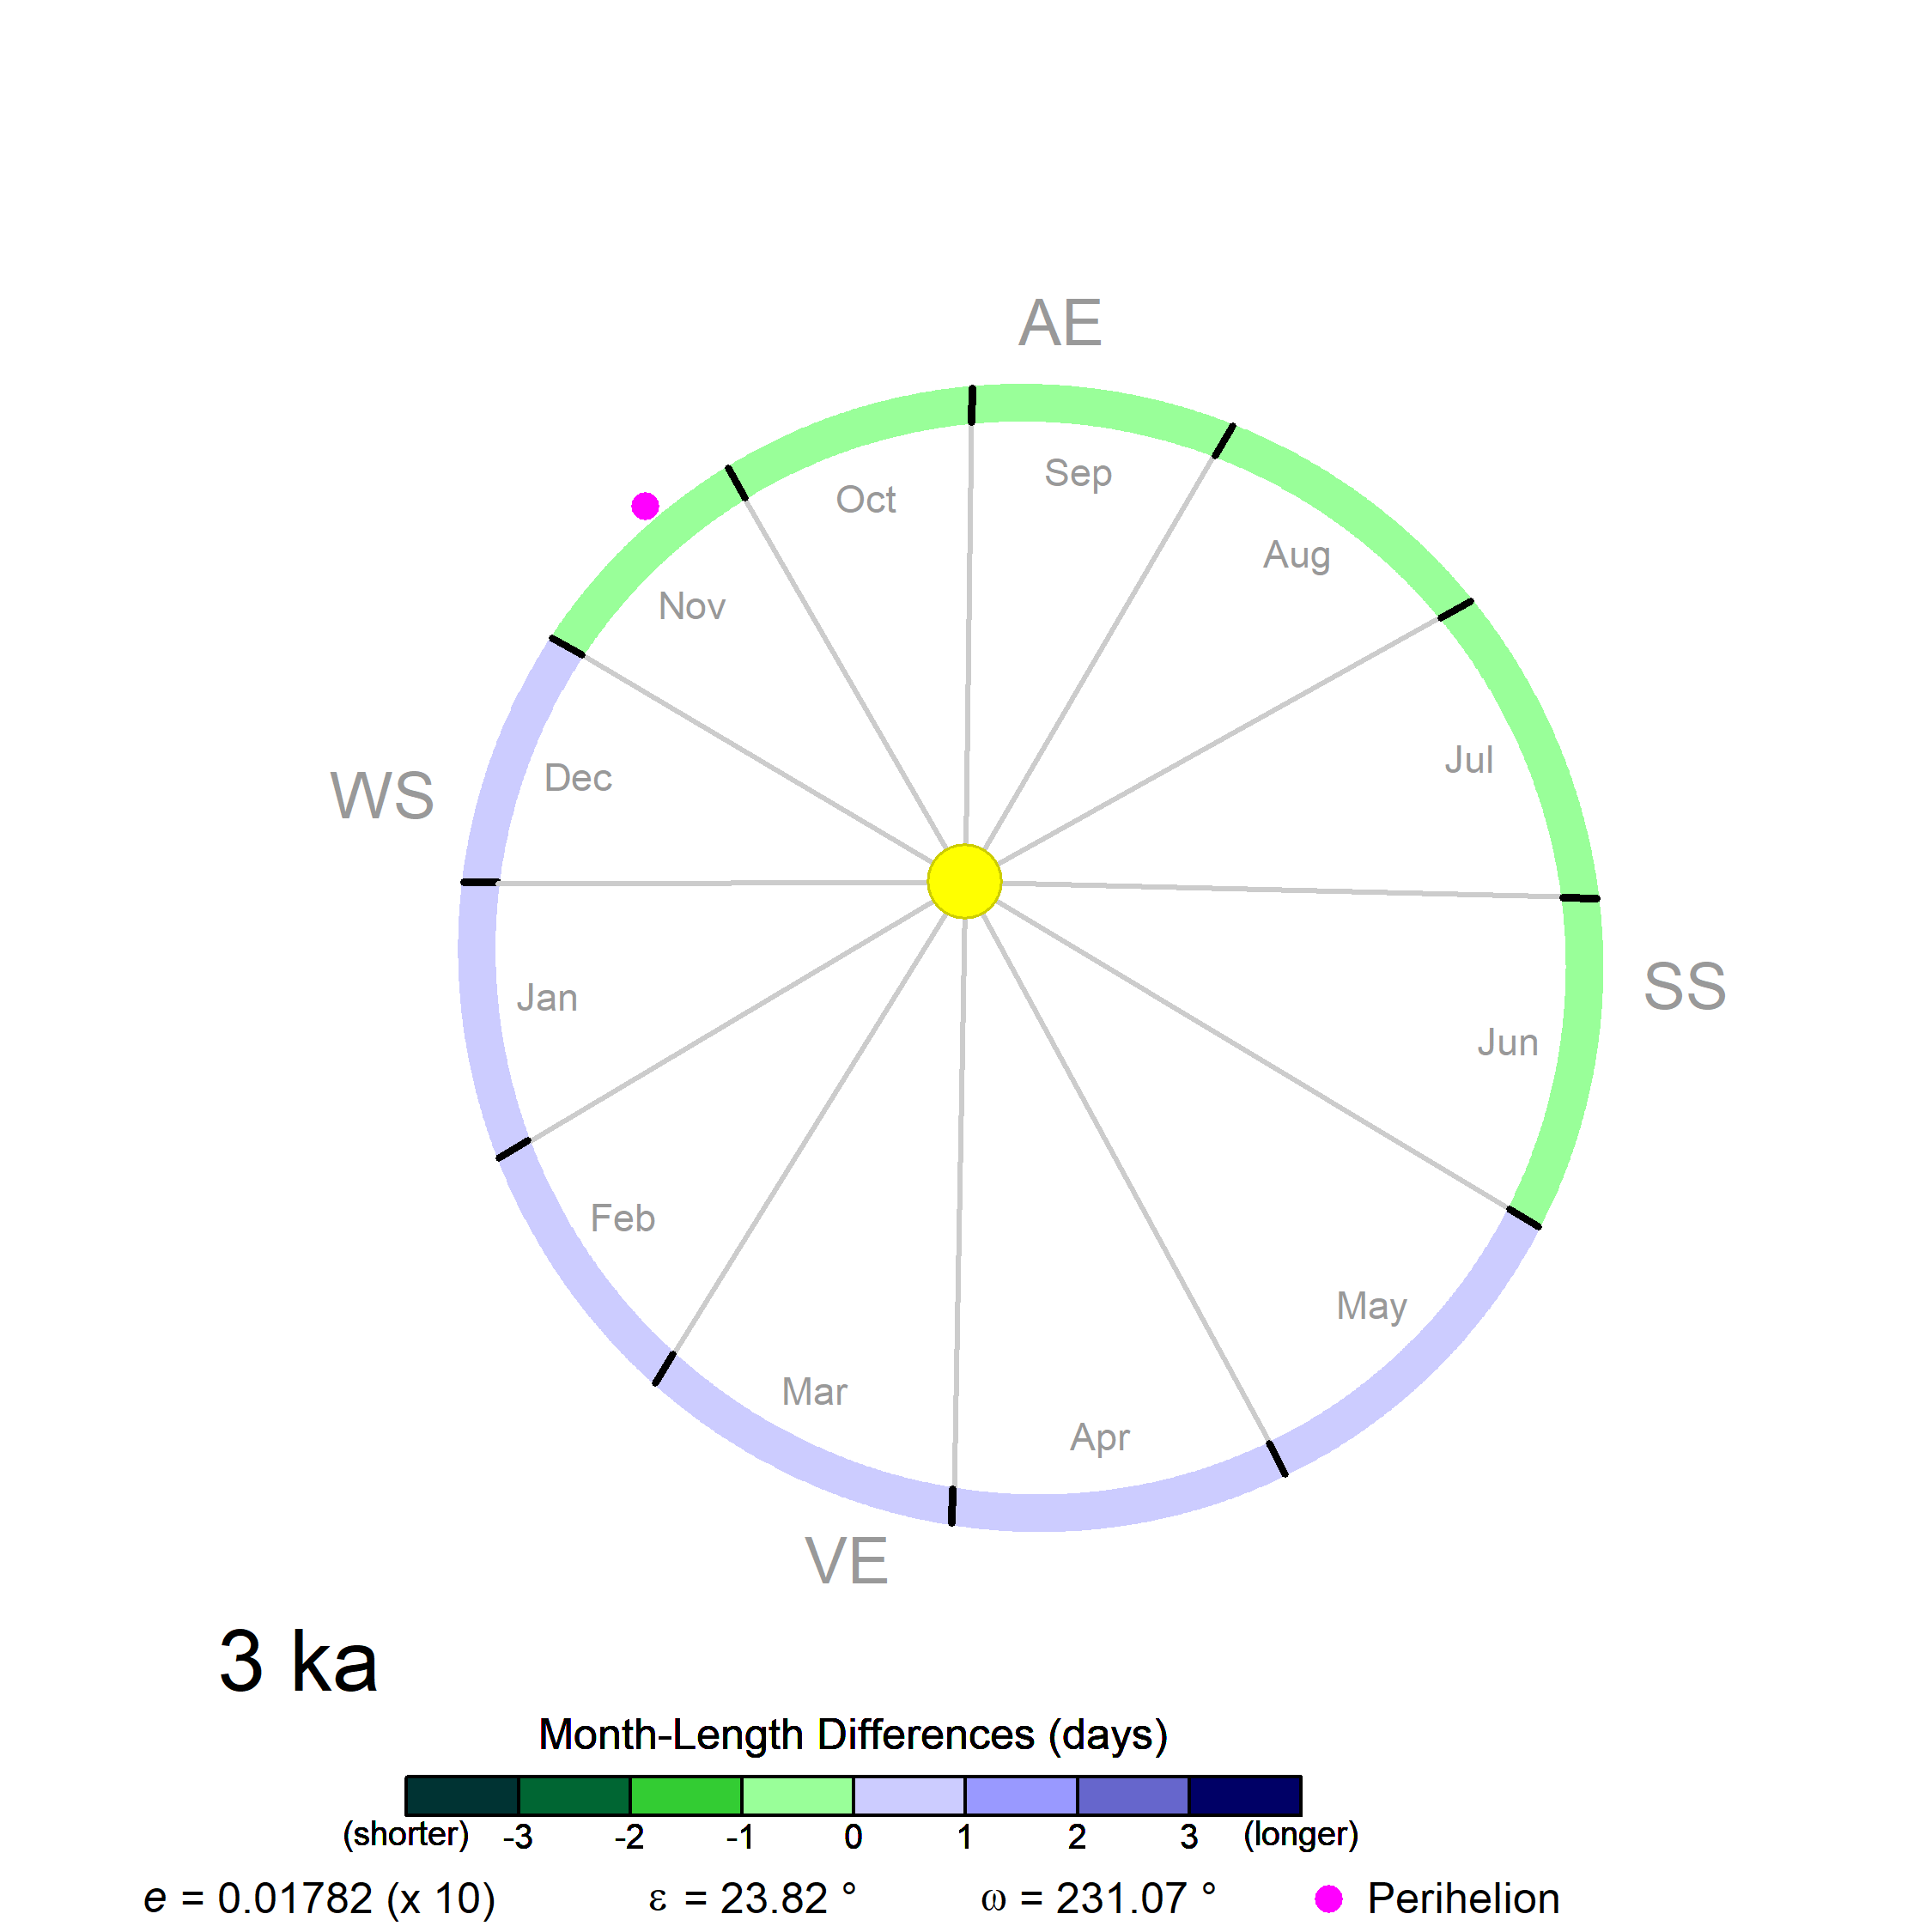 AE
Sep
Oct
Aug
Nov
Jul
Dec
WS
SS
Jan
Jun
Feb
May
Mar
Apr
VE
3 ka
Month-Length Differences (days)
(shorter) -3 -2 -1 0 1 2 3 (longer)
e = 0.01782 (x 10) ε = 23.82 ° ω = 231.07 ° Perihelion